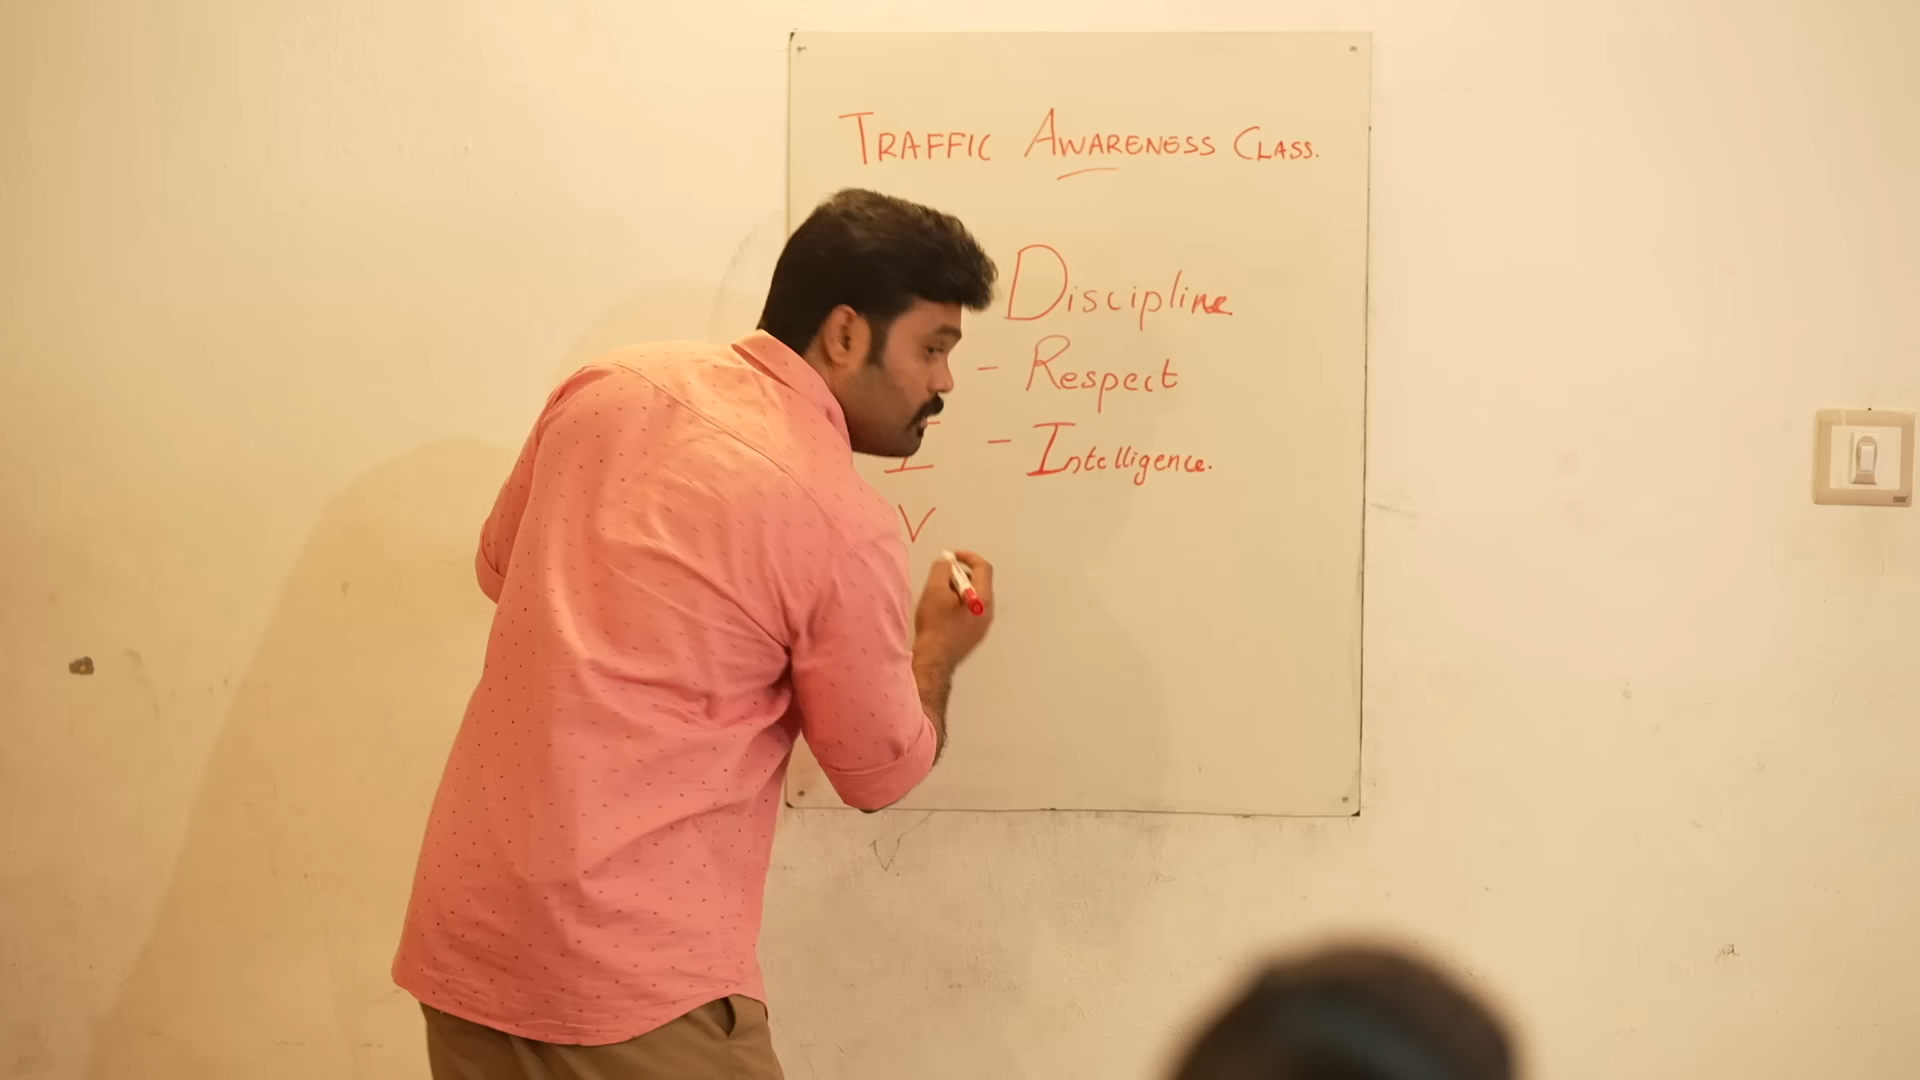 TRAFFIC AWARENESS CLASS.
Discipline
- Respect
I - Intelligence.
V